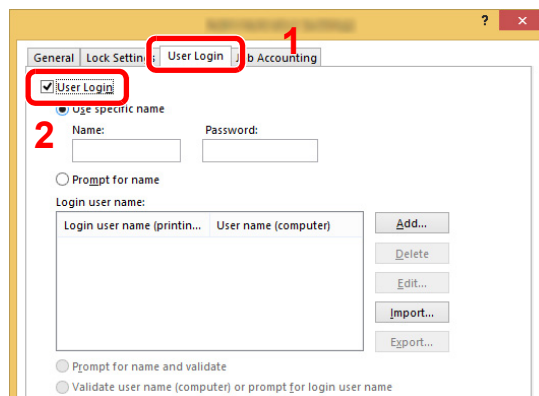 ?
1
General Lock Settings User Login Job Accounting
User Login
Use specific name
2
Name: Password:
Prompt for name
Login user name:
Login user name (printin... User name (computer)
Add...
Delete
Edit...
Import...
Export...
Prompt for name and validate
Validate user name (computer) or prompt for login user name